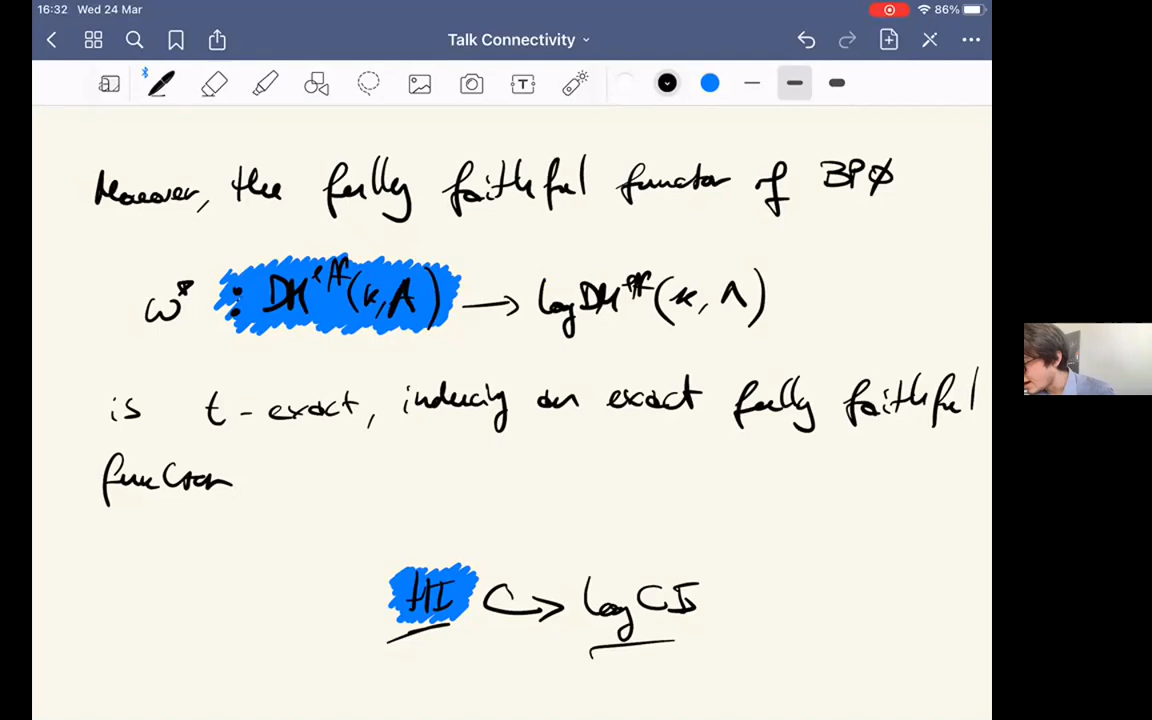 16:32 Wed 24 Mar 86%
Talk Connectivity
Moreover, the fully faithful functor of BPØ
ω* : DM^eff(k, Λ) → logDM^eff(k, Λ)
is t-exact, inducing an exact fully faithful
functor
HI ↪ logCI